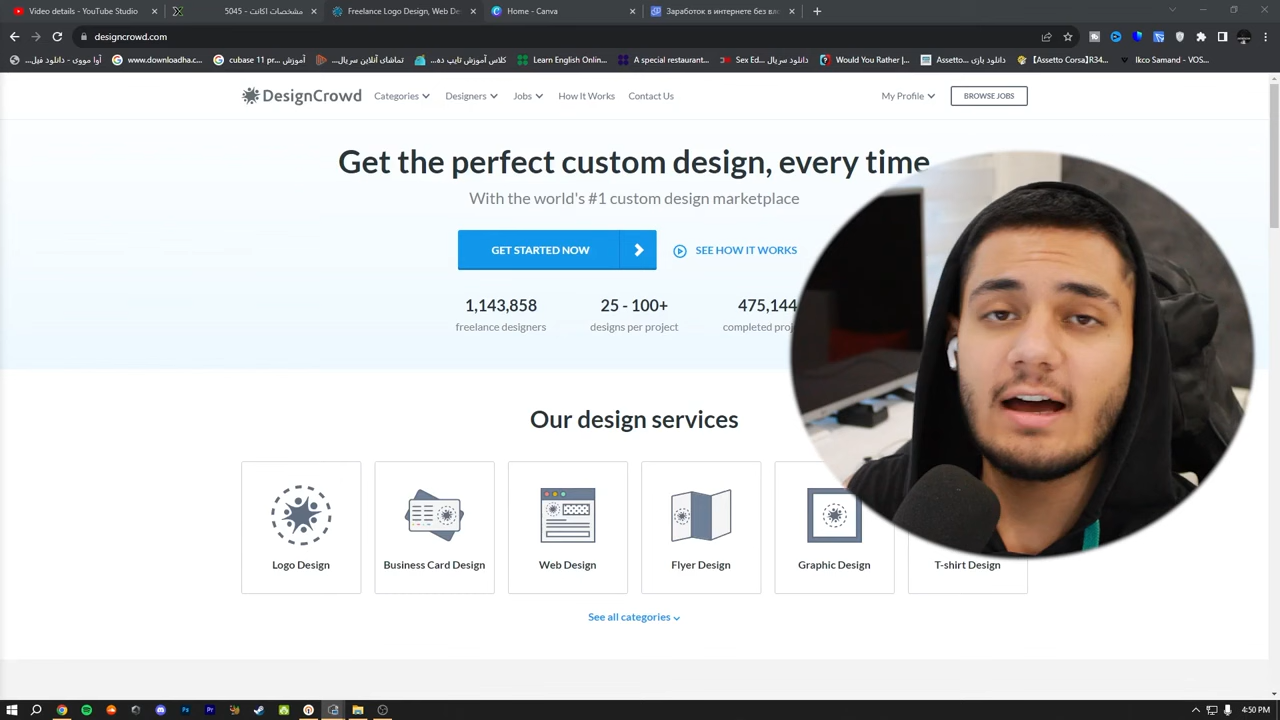 Video details - YouTube Studio
5045 - مشخصات اکانت
Freelance Logo Design, Web De
Home - Canva
Заработок в интернете без вл
designcrowd.com
آوا مووی - دانلود فیل...
www.downloadha.c...
آموزش cubase 11 pr...
تماشای آنلاین سریال...
کلاس آموزش تایپ ده...
Learn English Onlin...
A special restaurant...
دانلود سریال Sex Ed...
Would You Rather |...
دانلود بازی Assetto...
[Assetto Corsa]R34...
Ikco Samand - VOS...
DesignCrowd
Categories
Designers
Jobs
How It Works
Contact Us
My Profile
BROWSE JOBS
Get the perfect custom design, every time
With the world's #1 custom design marketplace
GET STARTED NOW
SEE HOW IT WORKS
1,143,858
25 - 100+
475,144
freelance designers
designs per project
completed proj
Our design services
Logo Design
Business Card Design
Web Design
Flyer Design
Graphic Design
T-shirt Design
See all categories
4:50 PM